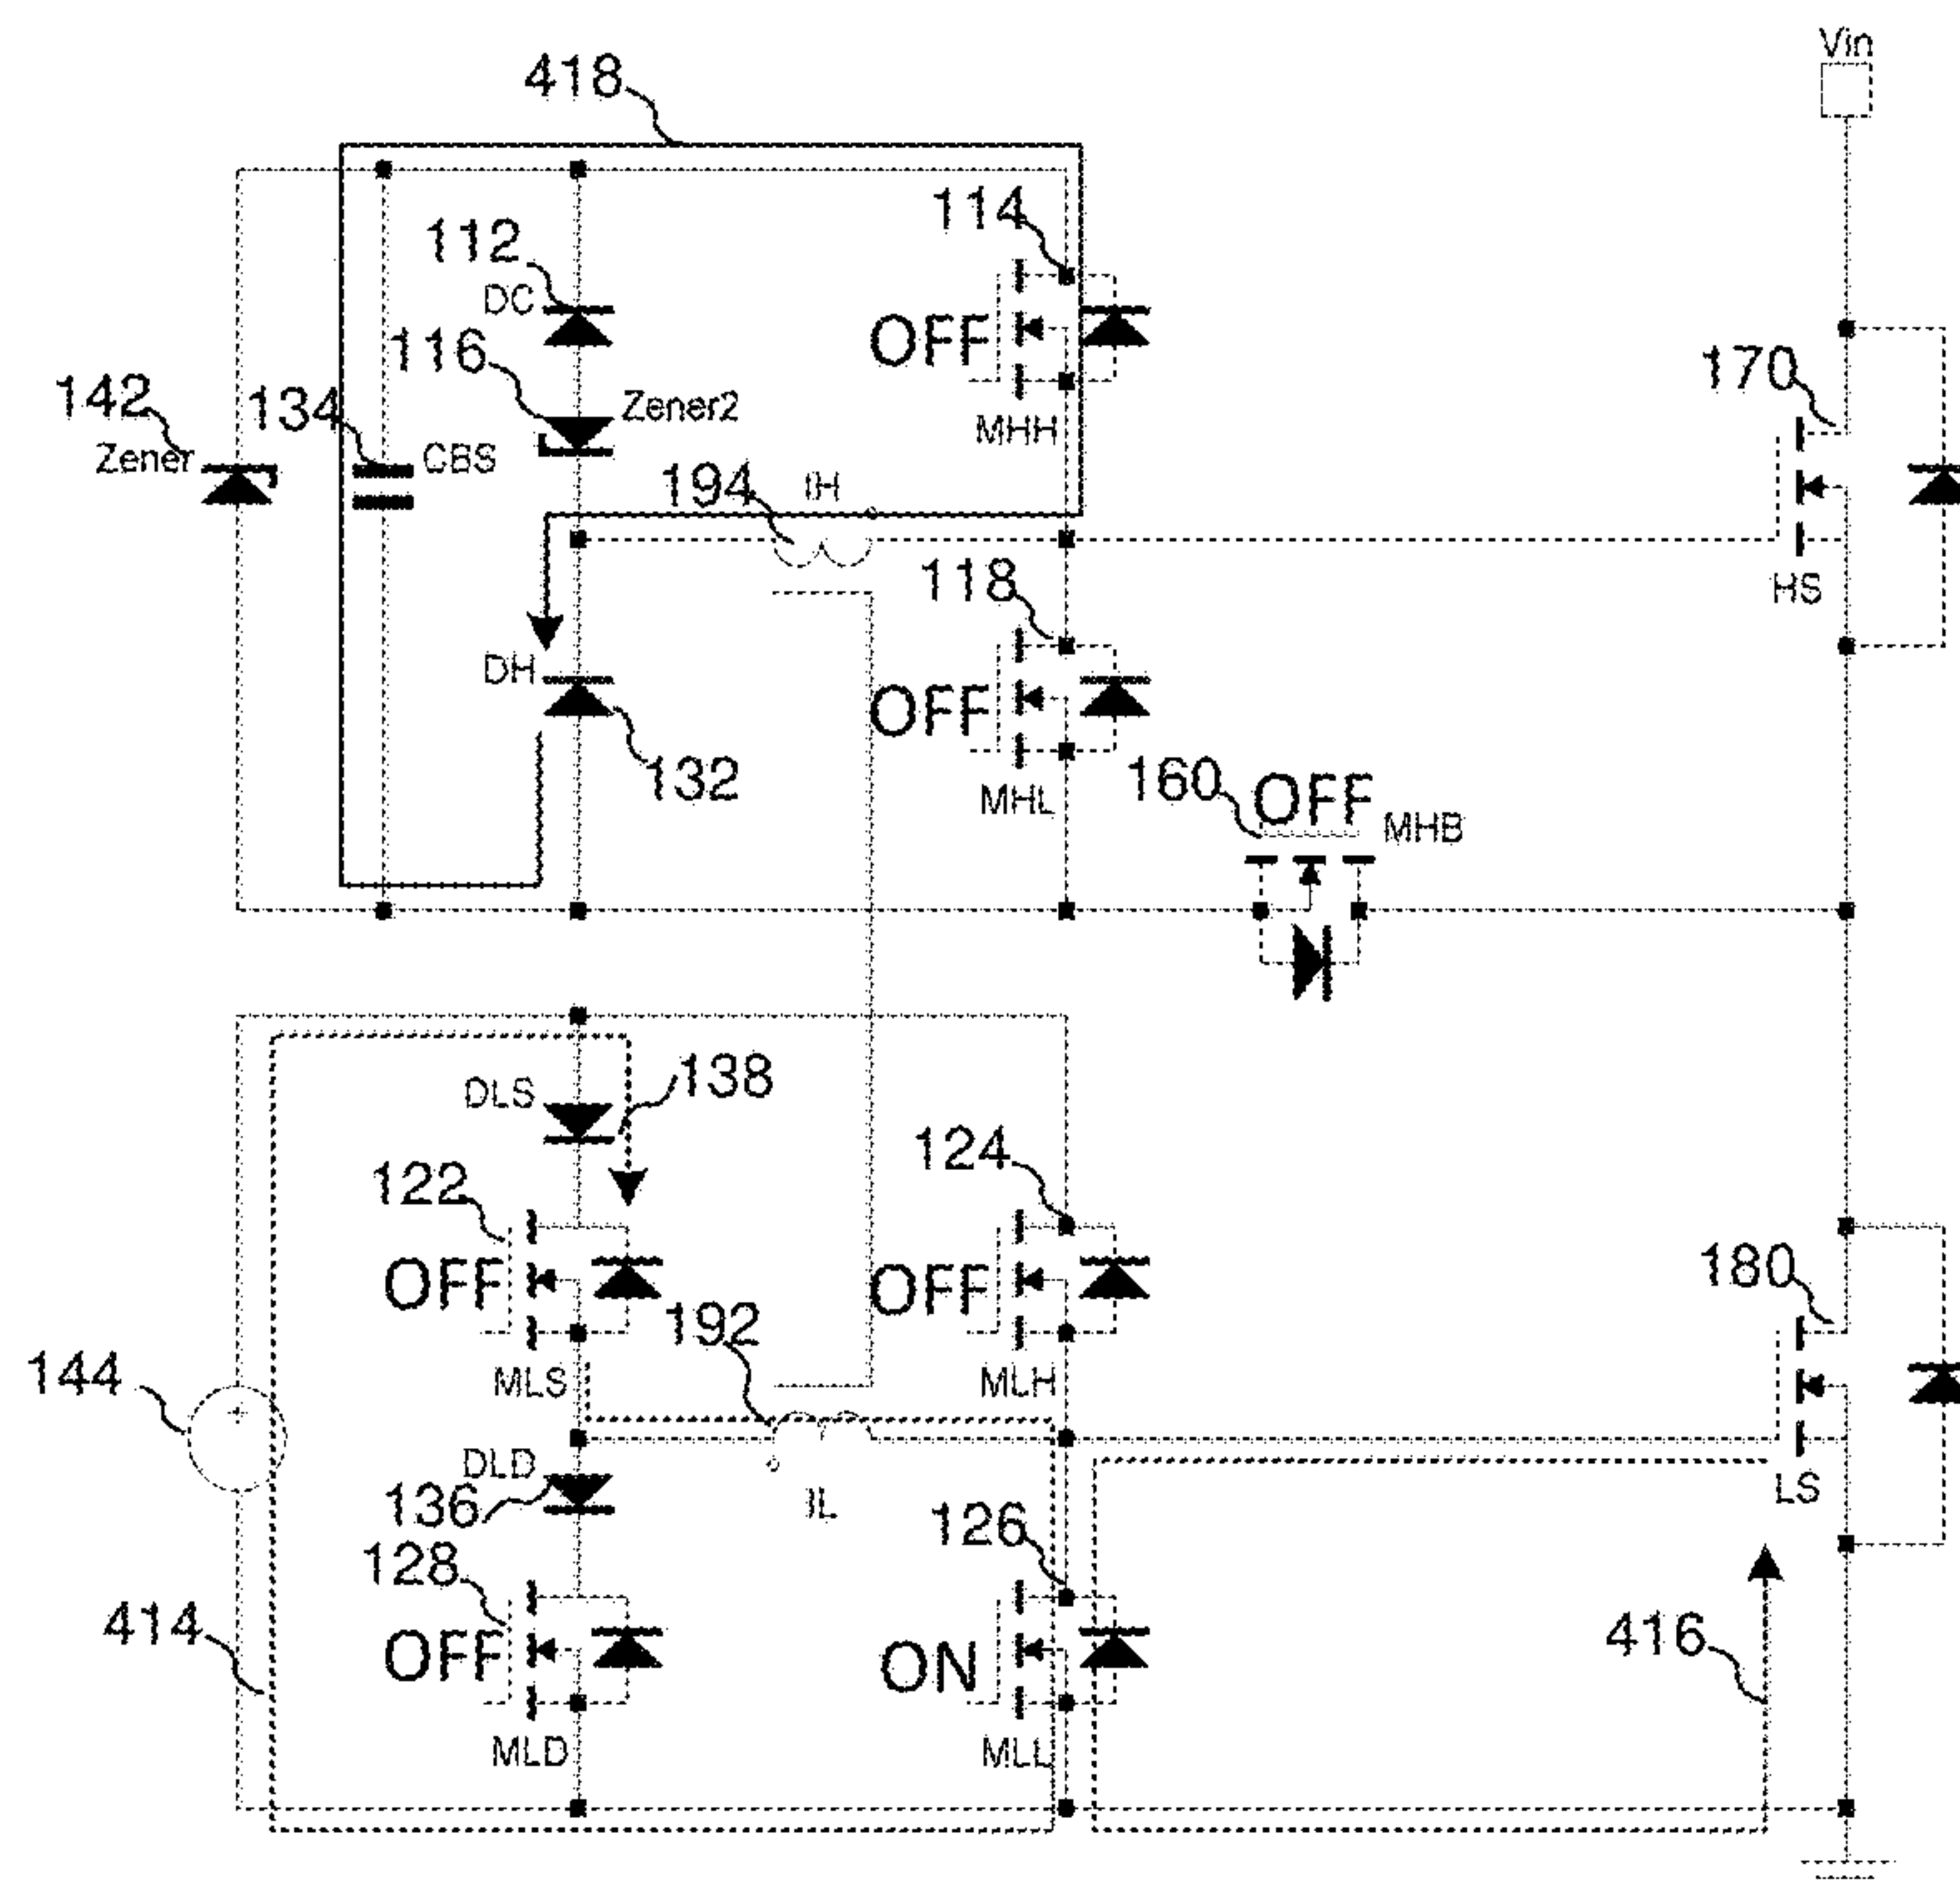 Vin
418
114
112
DC
OFF
170
116
142
134
Zener2
MHH
Zener
CBS
194
IH
118
HS
DH
OFF
132
160
OFF
MHL
MHB
138
DLS
124
122
180
OFF
OFF
192
144
MLS
MLH
DLD
136
IL
LS
126
128
414
416
OFF
ON
MLD
MLL